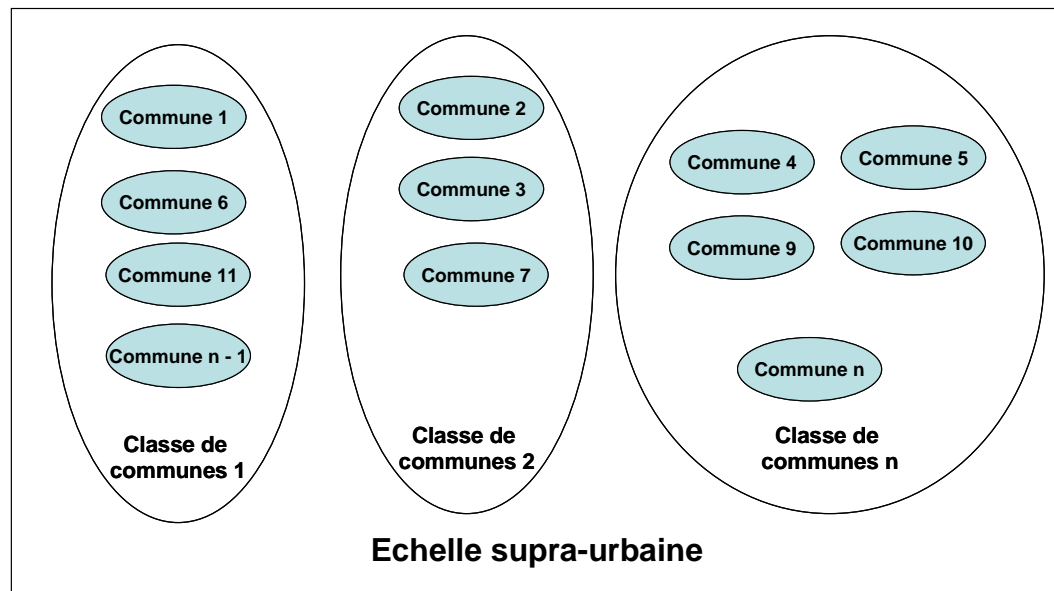 Commune 1
Commune 6
Commune 11
Commune n - 1
Classe de
communes 1
Commune 2
Commune 3
Commune 7
Classe de
communes 2
Commune 4
Commune 5
Commune 9
Commune 10
Commune n
Classe de
communes n
Echelle supra-urbaine